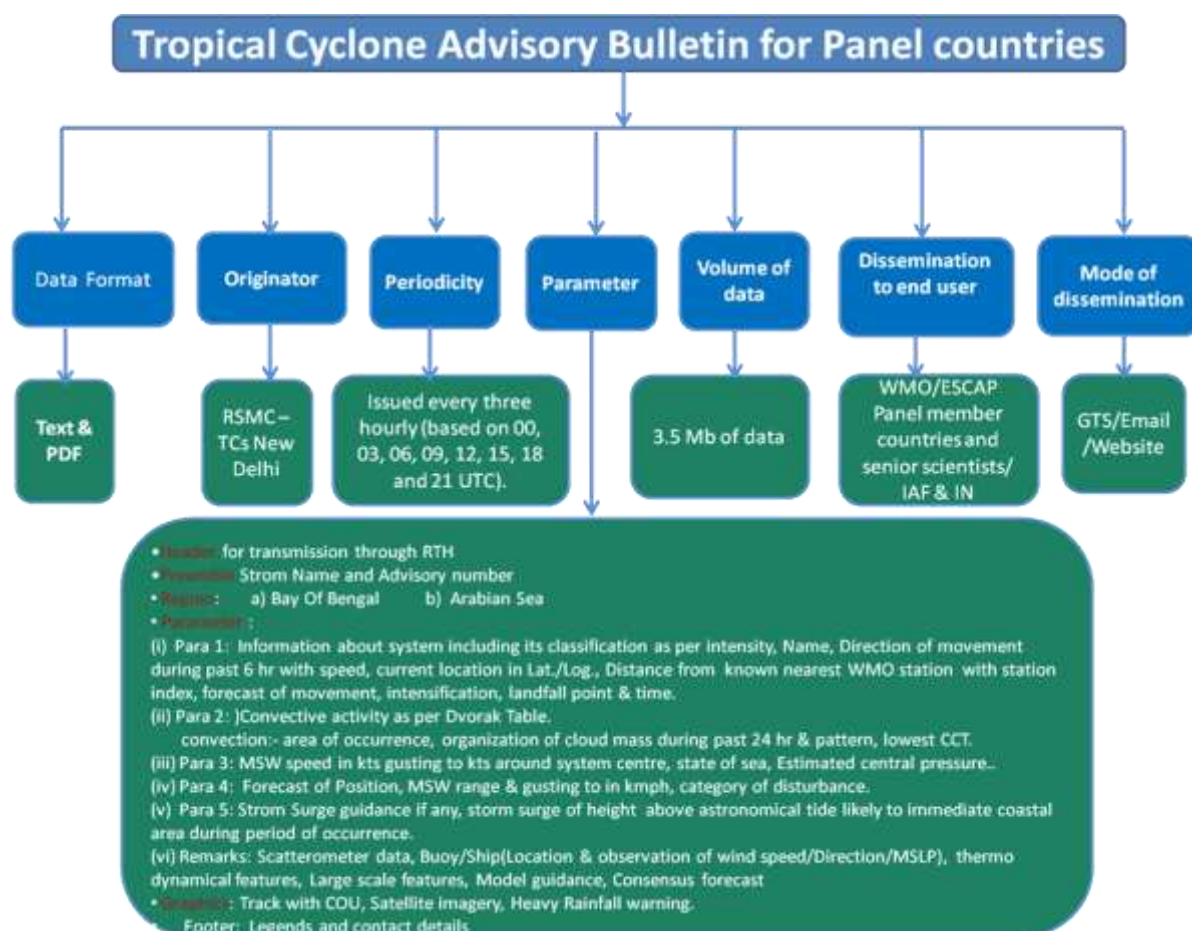 Tropical Cyclone Advisory Bulletin for Panel countries
Data Format
Originator
Periodicity
Parameter
Volume of
data
Dissemination
to end user
Mode of
dissemination
Text &
PDF
RSMC –
TCs New
Delhi
Issued every three
hourly (based on 00,
03, 06, 09, 12, 15, 18
and 21 UTC).
3.5 Mb of data
WMO/ESCAP
Panel member
countries and
senior scientists/
IAF & IN
GTS/Email
/Website
•Header for transmission through RTH
•Preamble Strom Name and Advisory number
• Region: a) Bay Of Bengal b) Arabian Sea
• Parameter :
(i) Para 1: Information about system including its classification as per intensity, Name, Direction of movement
during past 6 hr with speed, current location in Lat./Log., Distance from known nearest WMO station with station
index, forecast of movement, intensification, landfall point & time.
(ii) Para 2: )Convective activity as per Dvorak Table.
convection:- area of occurrence, organization of cloud mass during past 24 hr & pattern, lowest CCT.
(iii) Para 3: MSW speed in kts gusting to kts around system centre, state of sea, Estimated central pressure..
(iv) Para 4: Forecast of Position, MSW range & gusting to in kmph, category of disturbance.
(v) Para 5: Strom Surge guidance if any, storm surge of height above astronomical tide likely to immediate coastal
area during period of occurrence.
(vi) Remarks: Scatterometer data, Buoy/Ship(Location & observation of wind speed/Direction/MSLP), thermo
dynamical features, Large scale features, Model guidance, Consensus forecast
• Graphics: Track with COU, Satellite imagery, Heavy Rainfall warning.
• Footer: Legends and contact details